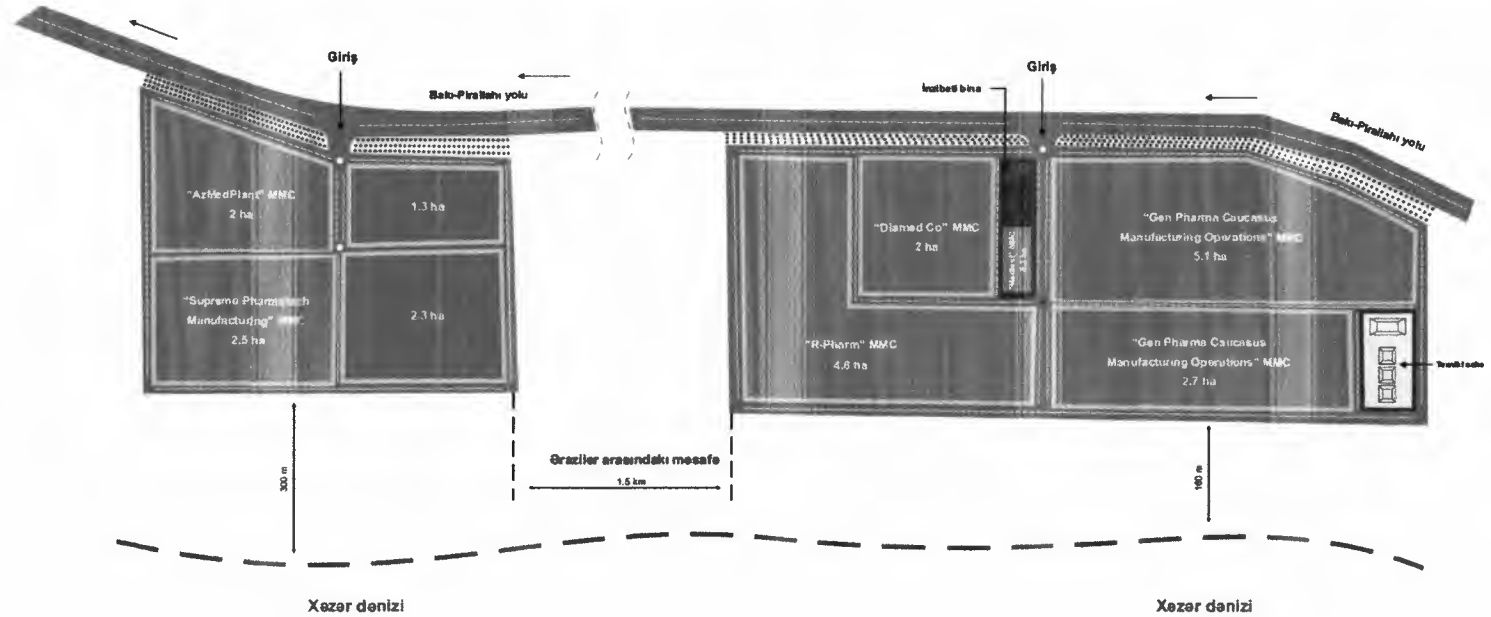 Giriş
Bakı-Pirallahı yolu
"AzMedPlant" MMC
2 ha
1.3 ha
"Supreme Pharmatech
Manufacturing" MMC
2.5 ha
2.3 ha
300 m
Ərazilər arasındakı məsafə
1.5 km
Xəzər dənizi
İnzibati bina
Giriş
Bakı-Pirallahı yolu
"Diamed Co" MMC
2 ha
MMC
"R-Pharm" MMC
4.6 ha
"Gen Pharma Caucasus
Manufacturing Operations" MMC
5.1 ha
"Gen Pharma Caucasus
Manufacturing Operations" MMC
2.7 ha
160 m
Xəzər dənizi